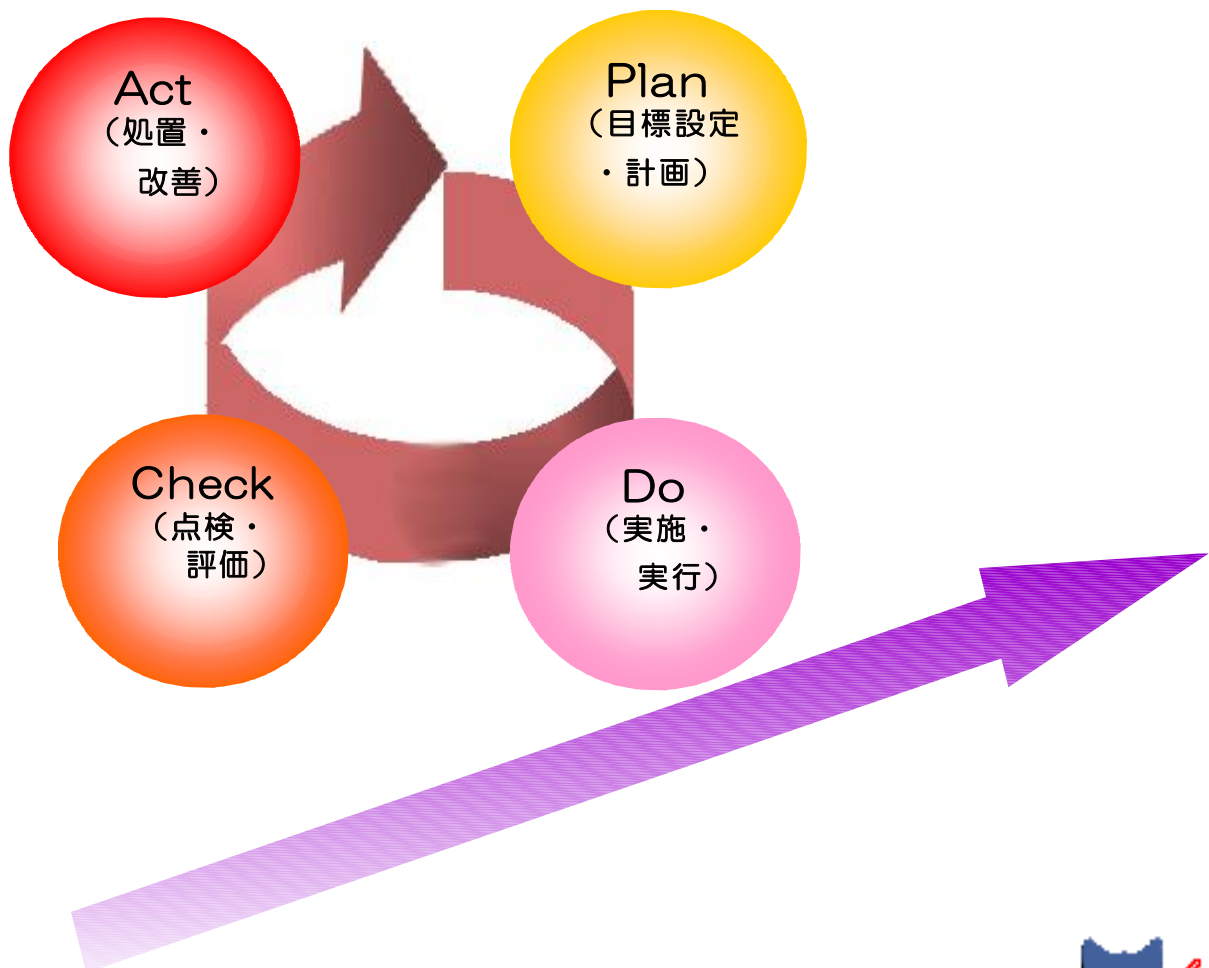 Act
（処置・
改善）
Plan
（目標設定
・計画）
Check
（点検・
評価）
Do
（実施・
実行）